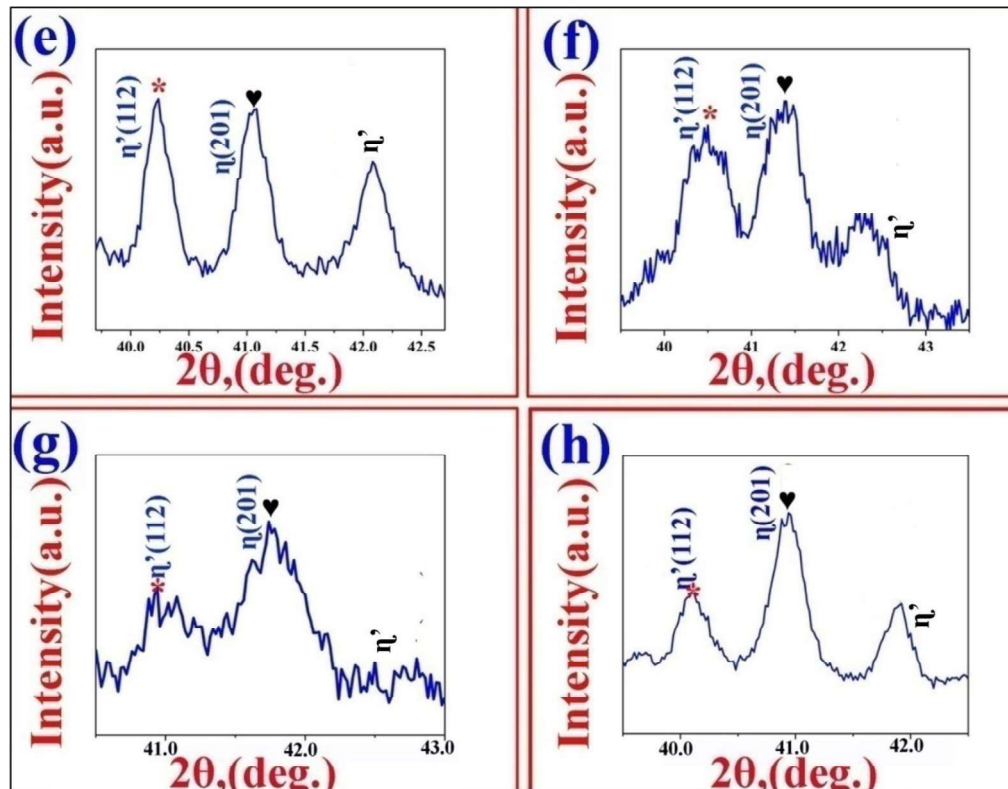 (e)
Intensity(a.u.)
η'(112)
*
η(201)
♥
η'
40.0 40.5 41.0 41.5 42.0 42.5
2θ,(deg.)
(f)
Intensity(a.u.)
η'(112)
*
η(201)
♥
η'
40 41 42 43
2θ,(deg.)
(g)
Intensity(a.u.)
η'(112)
*
η(201)
♥
η'
41.0 42.0 43.0
2θ,(deg.)
(h)
Intensity(a.u.)
η'(112)
*
η(201)
♥
η'
40.0 41.0 42.0
2θ,(deg.)